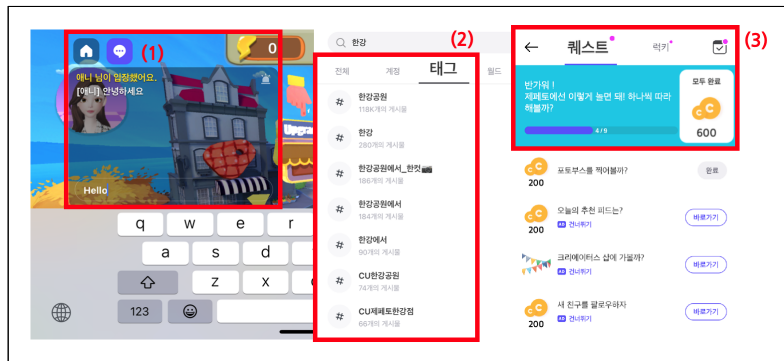 (1)
0
애니 님이 입장했어요.
[애니] 안녕하세요
Upgra
Hello
q w e r
a s d
z x
123
(2)
한강
전체 계정 태그 월드
# 한강공원
118K개의 게시물
# 한강
280개의 게시물
# 한강공원에서_한컷📷
186개의 게시물
# 한강공원에서
184개의 게시물
# 한강에서
90개의 게시물
# CU한강공원
74개의 게시물
# CU제페토한강점
66개의 게시물
(3)
← 퀘스트 럭키
반가워 !
제페토에선 이렇게 놀면 돼! 하나씩 따라
해볼까?
4/9
모두 완료
600
200 포토부스를 찍어볼까? 완료
200 오늘의 추천 피드는? 바로가기
AD 건너뛰기
크리에이터스 샵에 가볼까? 바로가기
AD 건너뛰기
200 새 친구를 팔로우하자 바로가기
AD 건너뛰기